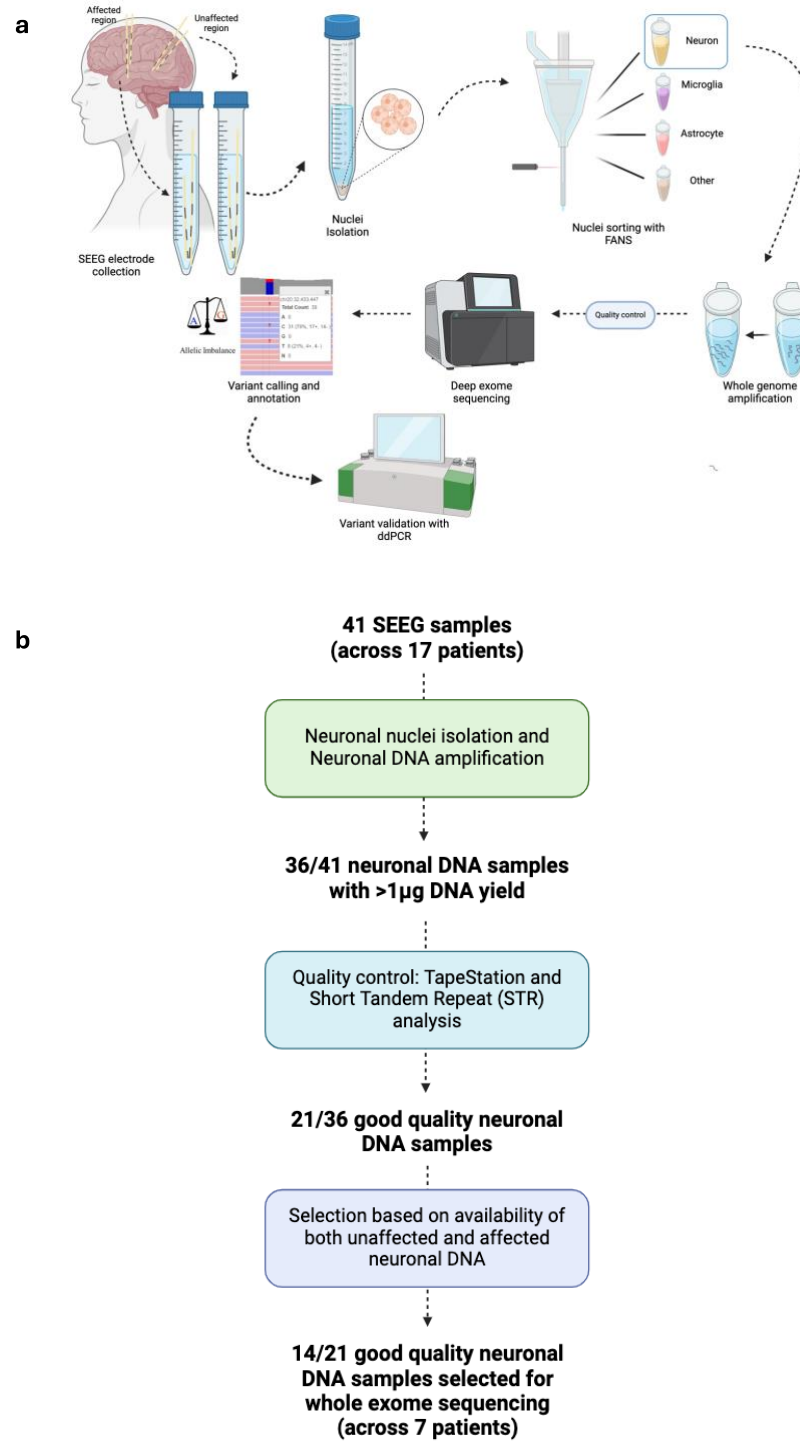 a
Affected
region
Unaffected
region
Neuron
Microglia
Astrocyte
Other
Nuclei
Isolation
Nuclei sorting with
FANS
SEEG electrode
collection
Total Count: 
A
C
G
T
N
A
G
Allelic Imbalance
Quality control
Variant calling and
annotation
Deep exome
sequencing
Whole genome
amplification
Variant validation with
ddPCR
b
41 SEEG samples
(across 17 patients)
Neuronal nuclei isolation and
Neuronal DNA amplification
36/41 neuronal DNA samples
with >1µg DNA yield
Quality control: TapeStation and
Short Tandem Repeat (STR)
analysis
21/36 good quality neuronal
DNA samples
Selection based on availability of
both unaffected and affected
neuronal DNA
14/21 good quality neuronal
DNA samples selected for
whole exome sequencing
(across 7 patients)